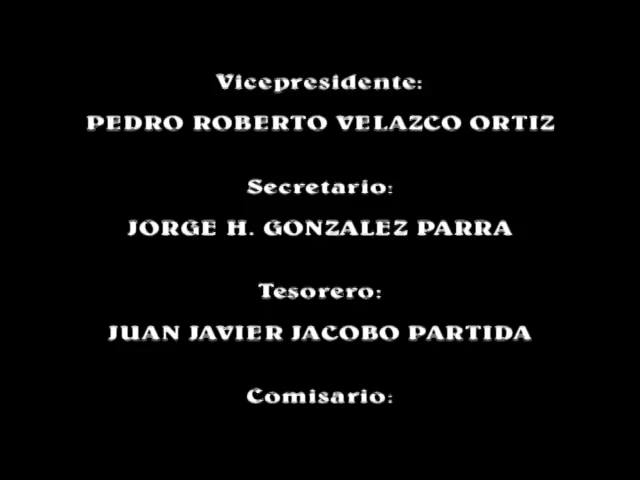 Vicepresidente:
PEDRO ROBERTO VELAZCO ORTIZ
Secretario:
JORGE H. GONZALEZ PARRA
Tesorero:
JUAN JAVIER JACOBO PARTIDA
Comisario: